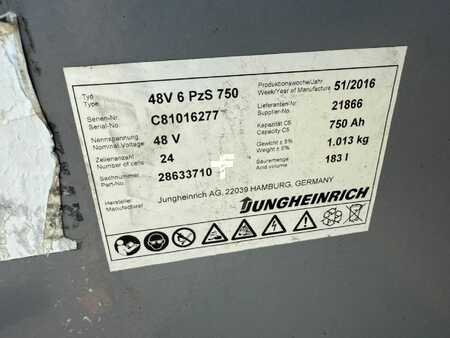 Typ
Type
48V 6 PzS 750
Produktionswoche/Jahr
Week/Year of Manufacture
51/2016
Serien-Nr.
Serial-No.
C81016277
Lieferanten-Nr.
Supplier-No.
21866
Nennspannung
Nominal Voltage
48 V
Kapazität C5
Capacity C5
750 Ah
Zellenanzahl
Number of cells
24
Gewicht ± 5%
Weight ± 5%
1.013 kg
Sachnummer
Part-No.
28633710
Säuremenge
Acid volume
183 l
Hersteller
Manufacturer
Jungheinrich AG, 22039 HAMBURG, GERMANY
JUNGHEINRICH
Pb